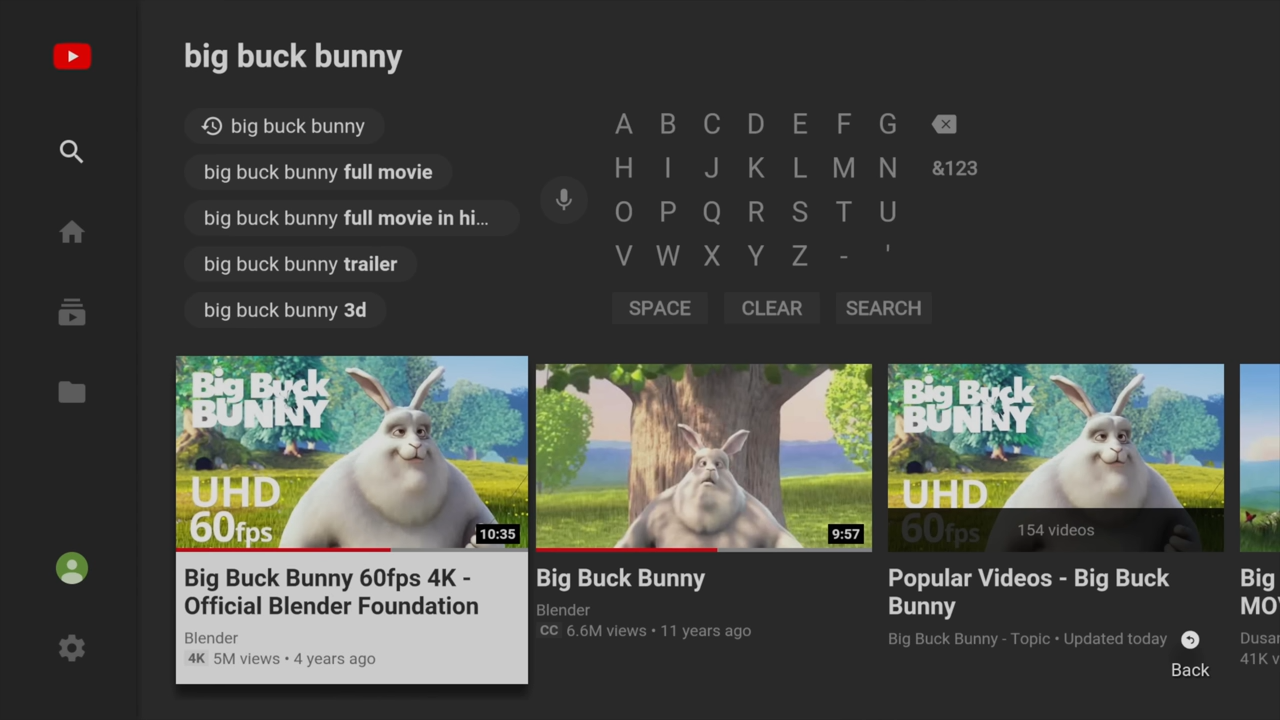 big buck bunny
big buck bunny
big buck bunny full movie
big buck bunny full movie in hi...
big buck bunny trailer
big buck bunny 3d
A B C D E F G
H I J K L M N &123
O P Q R S T U
V W X Y Z - '
SPACE CLEAR SEARCH
Big Buck
BUNNY
UHD
60fps
10:35
Big Buck Bunny 60fps 4K -
Official Blender Foundation
Blender
4K 5M views • 4 years ago
9:57
Big Buck Bunny
Blender
CC 6.6M views • 11 years ago
Big Buck
BUNNY
UHD
60fps
154 videos
Popular Videos - Big Buck
Bunny
Big Buck Bunny - Topic • Updated today
Big
Back